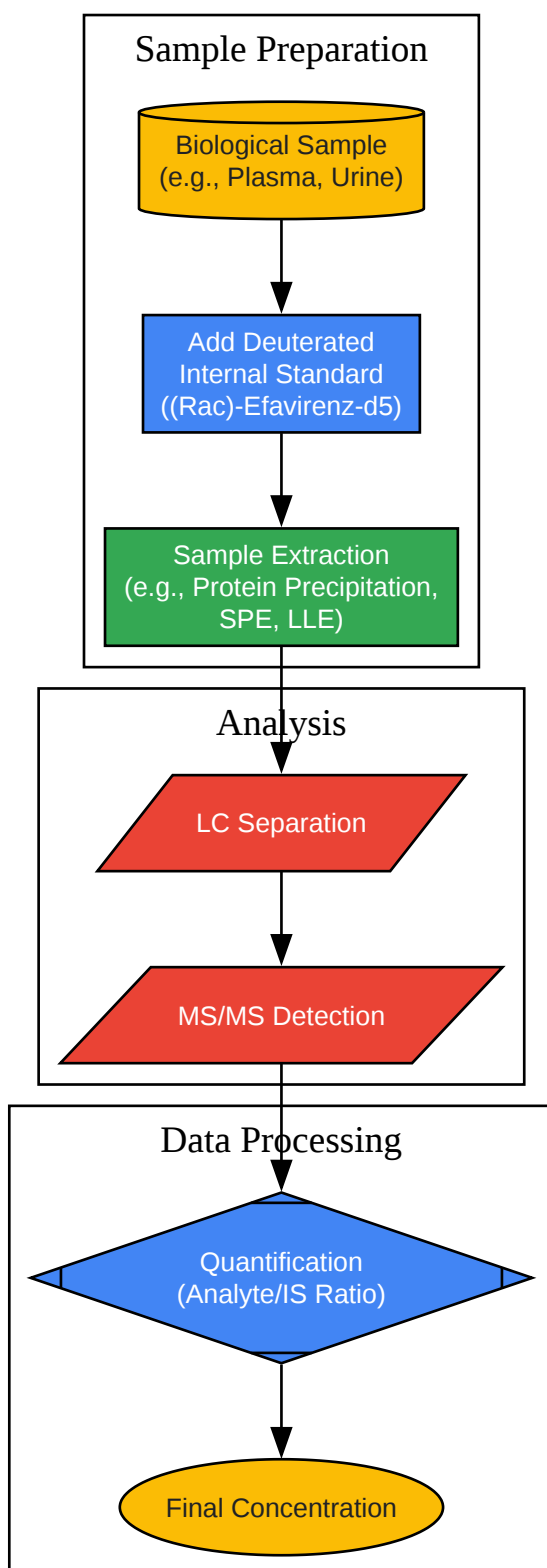 Sample Preparation
Biological Sample
(e.g., Plasma, Urine)
Add Deuterated
Internal Standard
((Rac)-Efavirenz-d5)
Sample Extraction
(e.g., Protein Precipitation,
SPE, LLE)
Analysis
LC Separation
MS/MS Detection
Data Processing
Quantification
(Analyte/IS Ratio)
Final Concentration